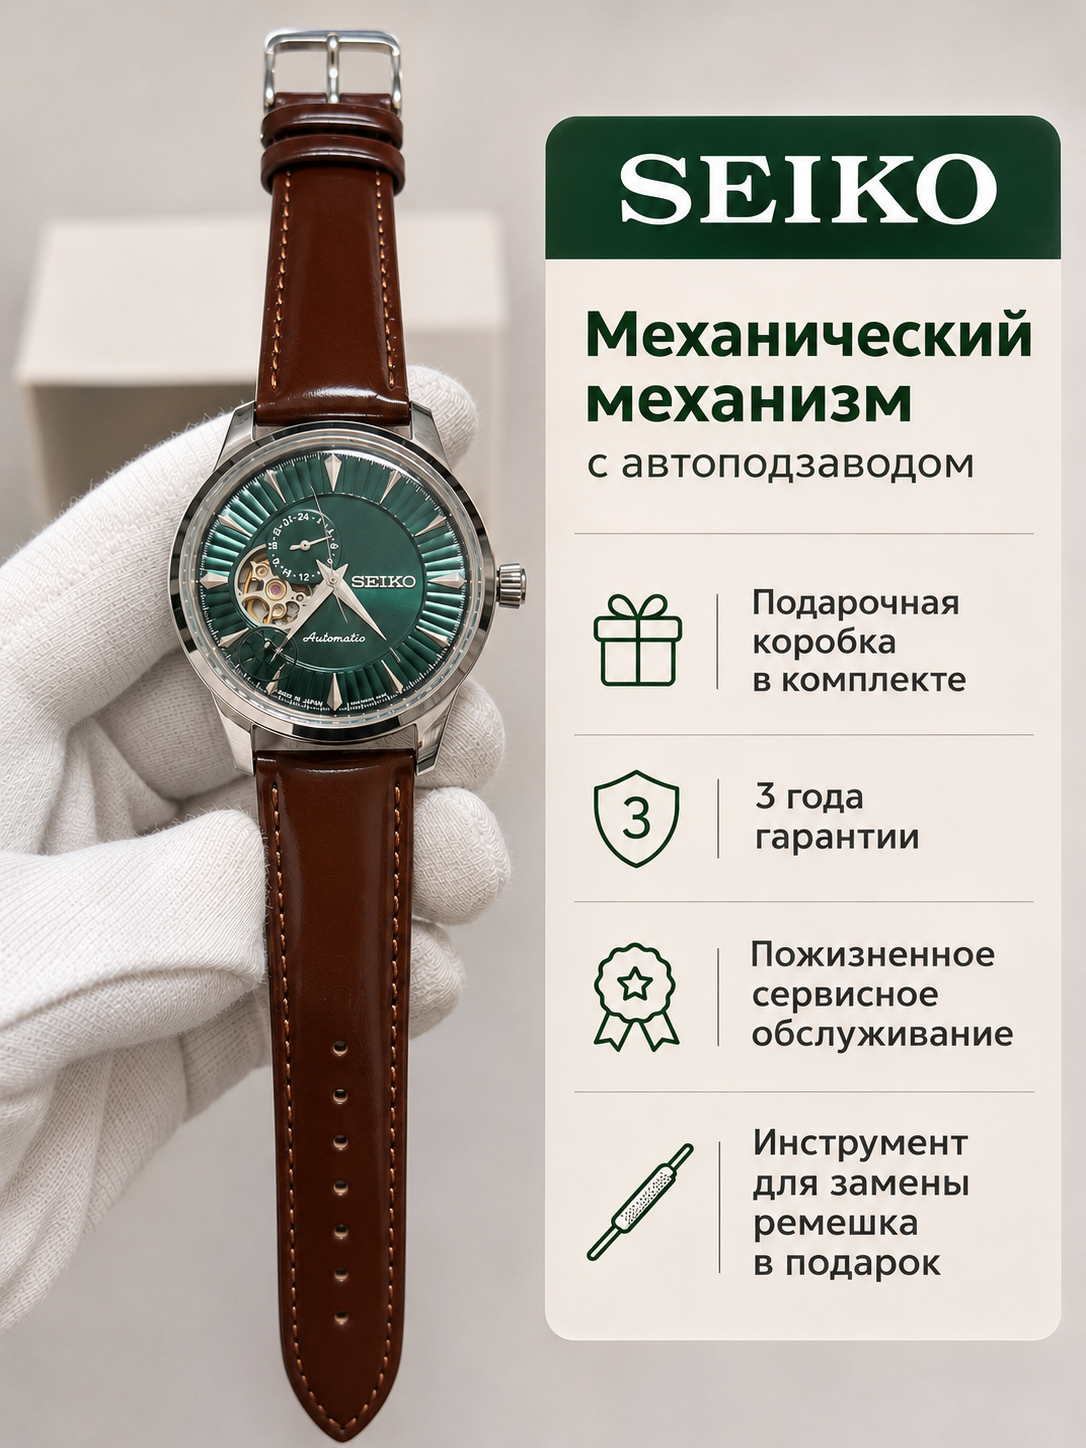 SEIKO
Automatic
SEIKO
Механический
механизм
с автоподзаводом
Подарочная
коробка
в комплекте
3
3 года
гарантии
Пожизненное
сервисное
обслуживание
Инструмент
для замены
ремешка
в подарок